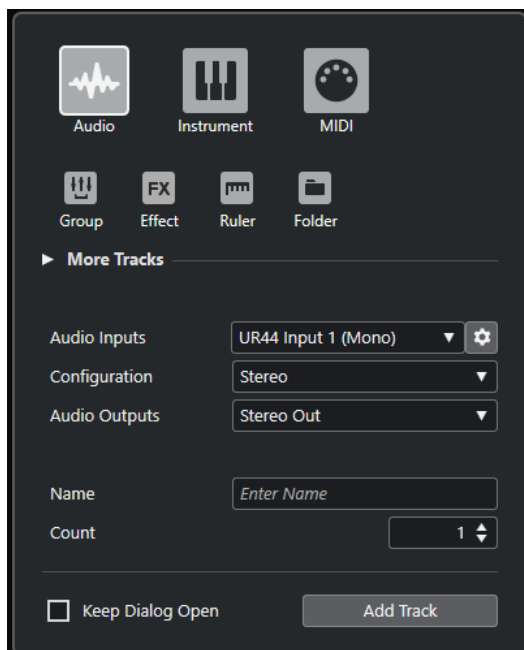 Audio Instrument MIDI
FX
Group Effect Ruler Folder
More Tracks
Audio Inputs UR44 Input 1 (Mono)
Configuration Stereo
Audio Outputs Stereo Out
Name Enter Name
Count 1
Keep Dialog Open Add Track